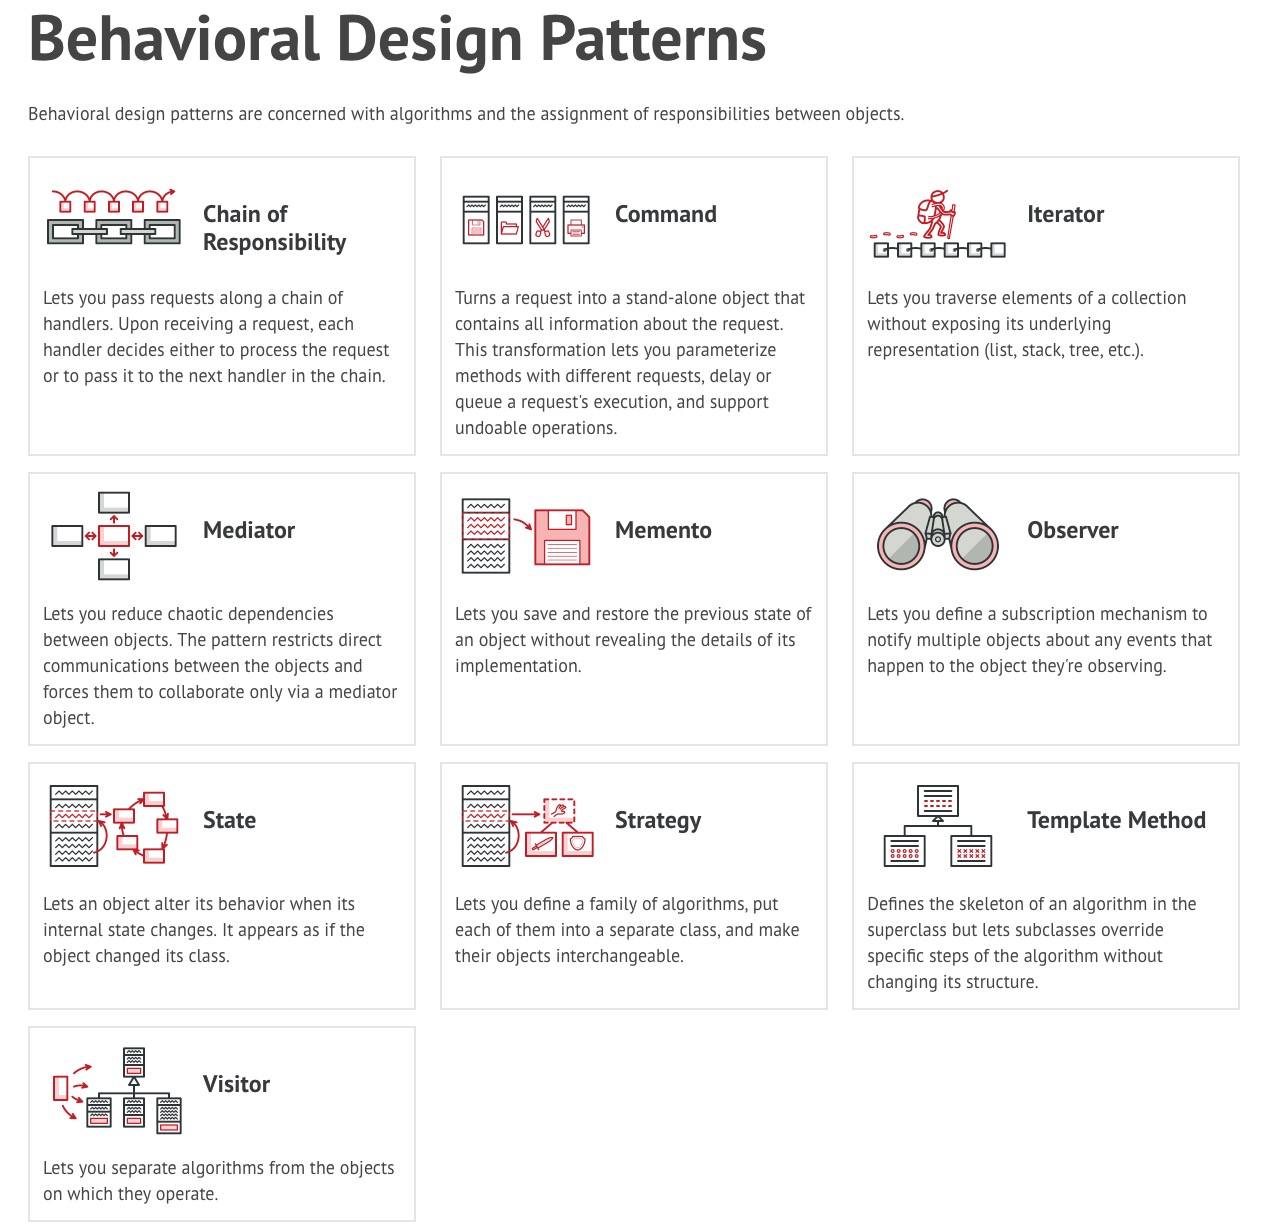 Behavioral Design Patterns
Behavioral design patterns are concerned with algorithms and the assignment of responsibilities between objects.
Chain of
Responsibility
Lets you pass requests along a chain of
handlers. Upon receiving a request, each
handler decides either to process the request
or to pass it to the next handler in the chain.
Command
Turns a request into a stand-alone object that
contains all information about the request.
This transformation lets you parameterize
methods with different requests, delay or
queue a request's execution, and support
undoable operations.
Iterator
Lets you traverse elements of a collection
without exposing its underlying
representation (list, stack, tree, etc.).
Mediator
Lets you reduce chaotic dependencies
between objects. The pattern restricts direct
communications between the objects and
forces them to collaborate only via a mediator
object.
Memento
Lets you save and restore the previous state of
an object without revealing the details of its
implementation.
Observer
Lets you define a subscription mechanism to
notify multiple objects about any events that
happen to the object they're observing.
State
Lets an object alter its behavior when its
internal state changes. It appears as if the
object changed its class.
Strategy
Lets you define a family of algorithms, put
each of them into a separate class, and make
their objects interchangeable.
Template Method
Defines the skeleton of an algorithm in the
superclass but lets subclasses override
specific steps of the algorithm without
changing its structure.
Visitor
Lets you separate algorithms from the objects
on which they operate.